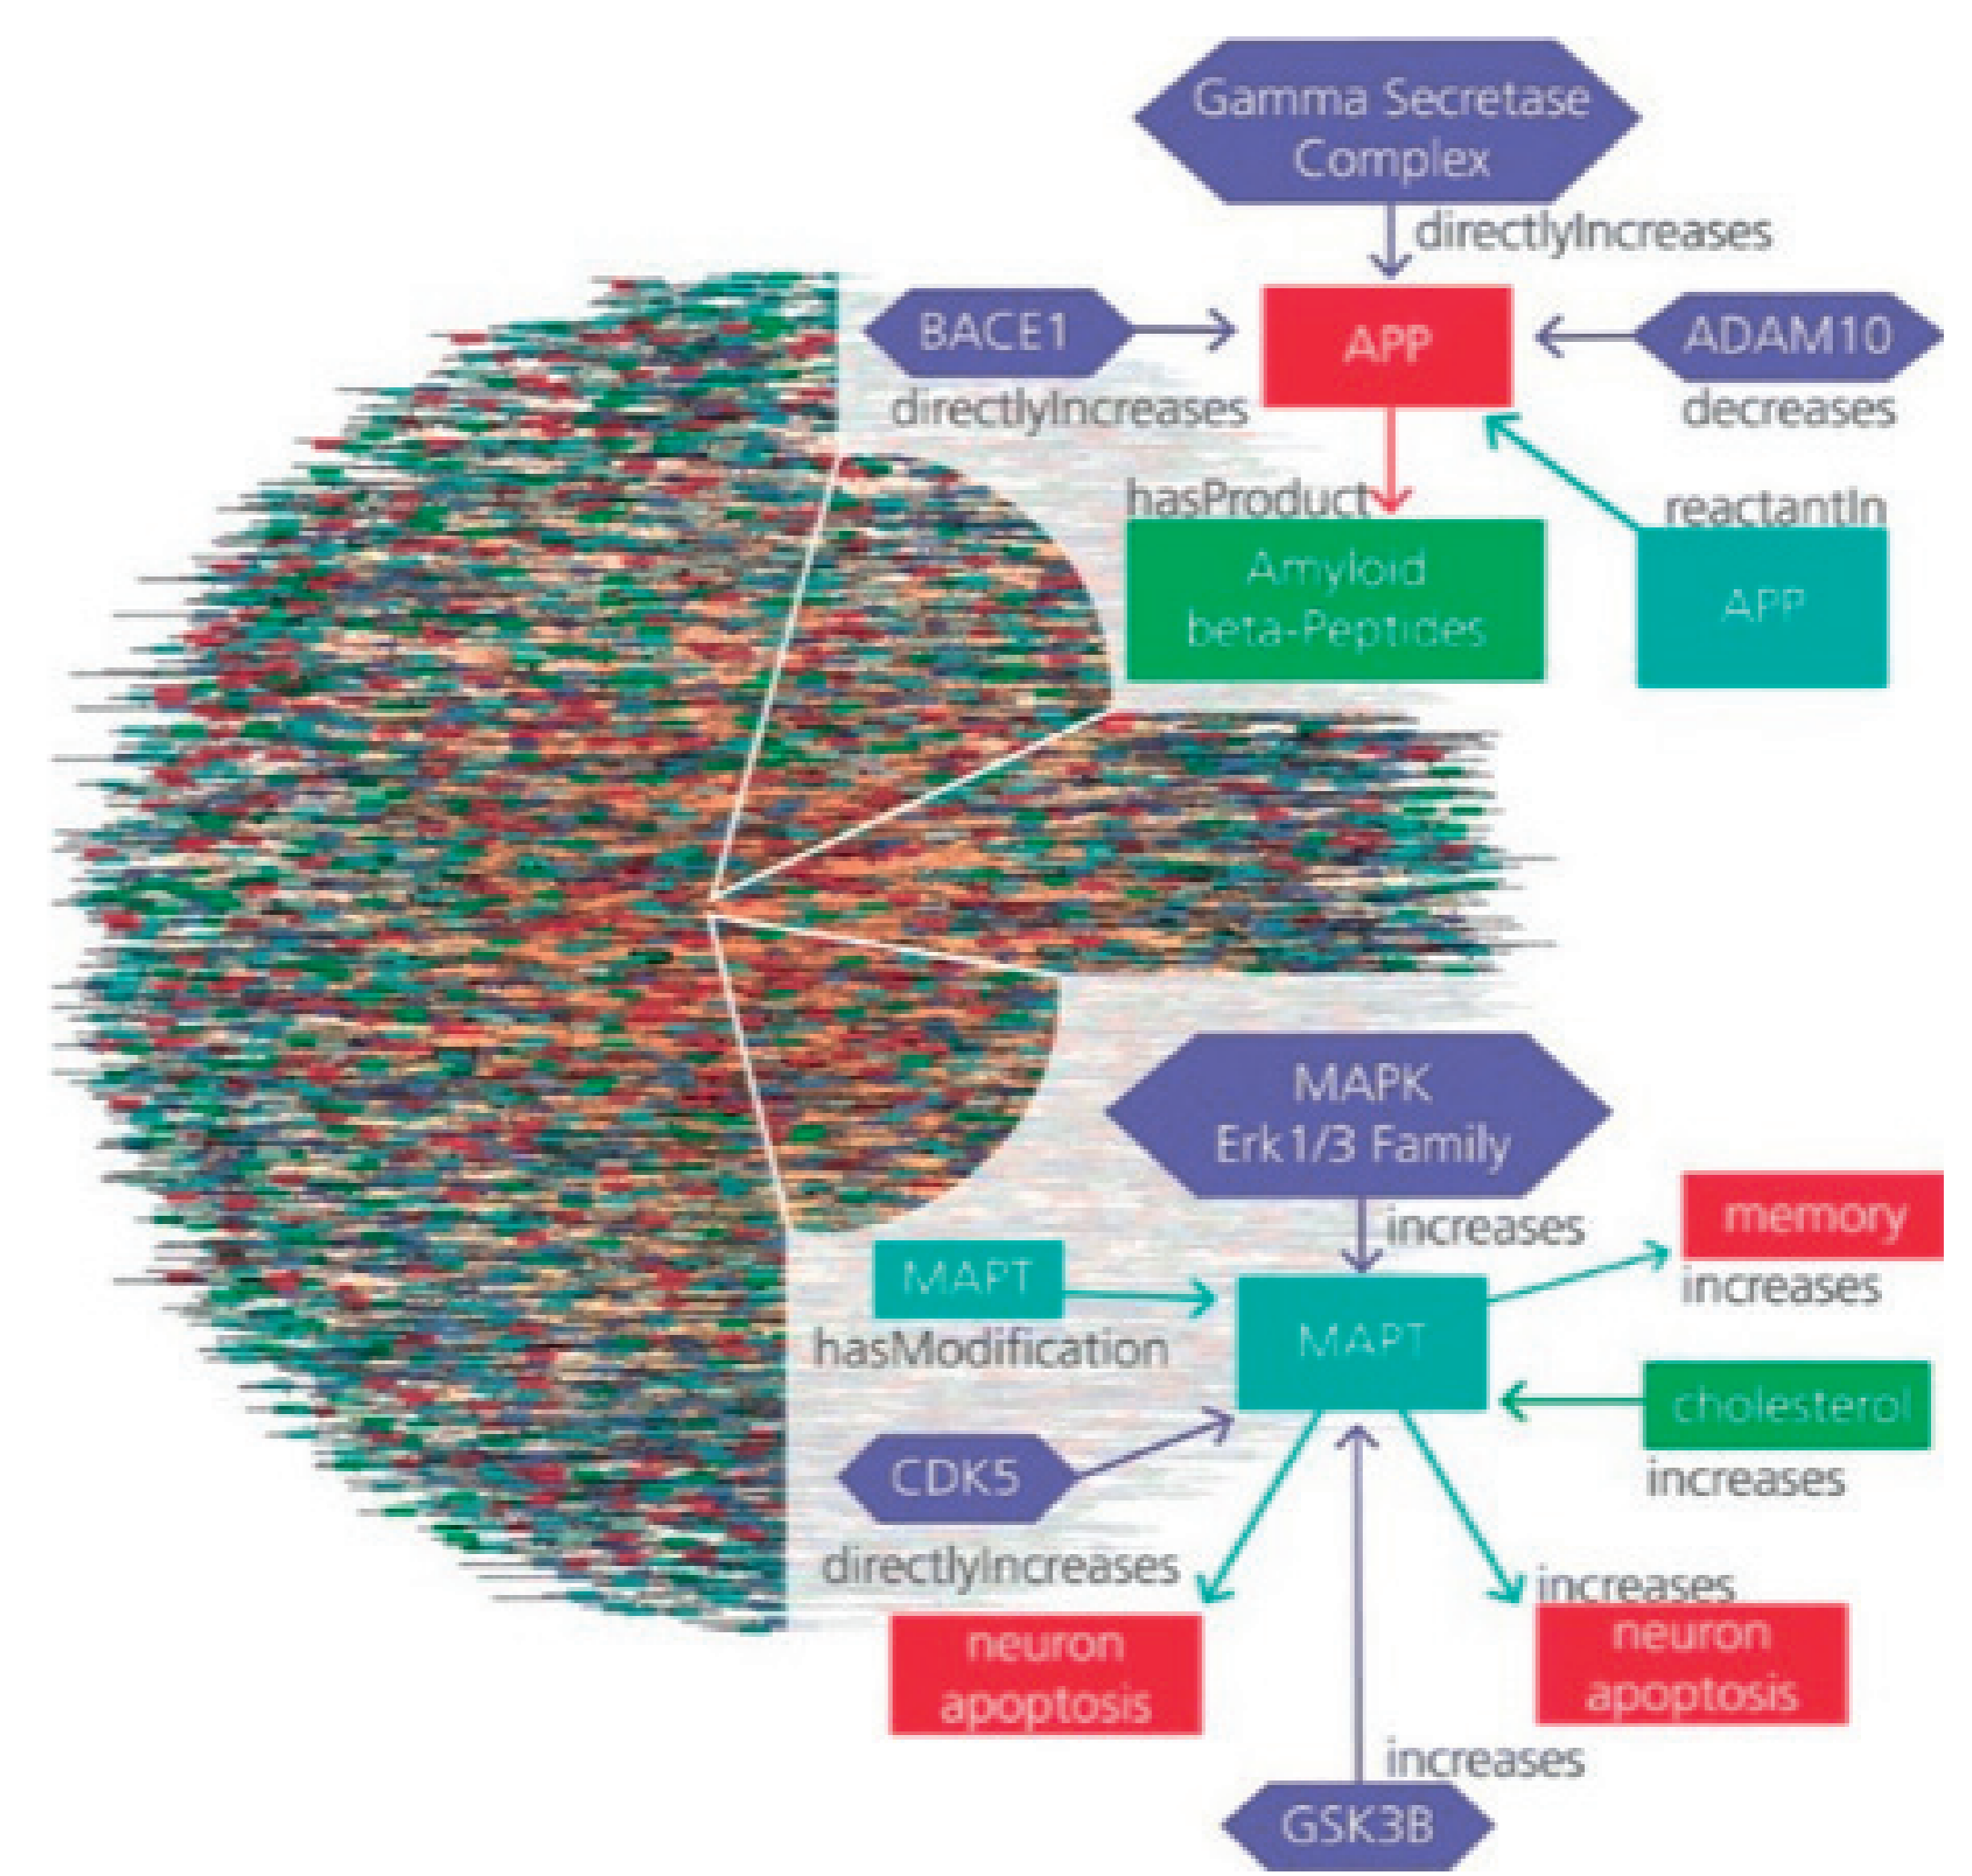 Gamma Secretase
Complex
directlyIncreases
BACE1
APP
ADAM10
directlyIncreases
decreases
hasProduct
reactantIn
Amyloid
beta-Peptides
APP
MAPK
Erk1/3 Family
increases
memory
increases
MAPT
hasModification
MAPT
cholesterol
increases
CDK5
directlyIncreases
increases
neuron
apoptosis
neuron
apoptosis
increases
GSK3B